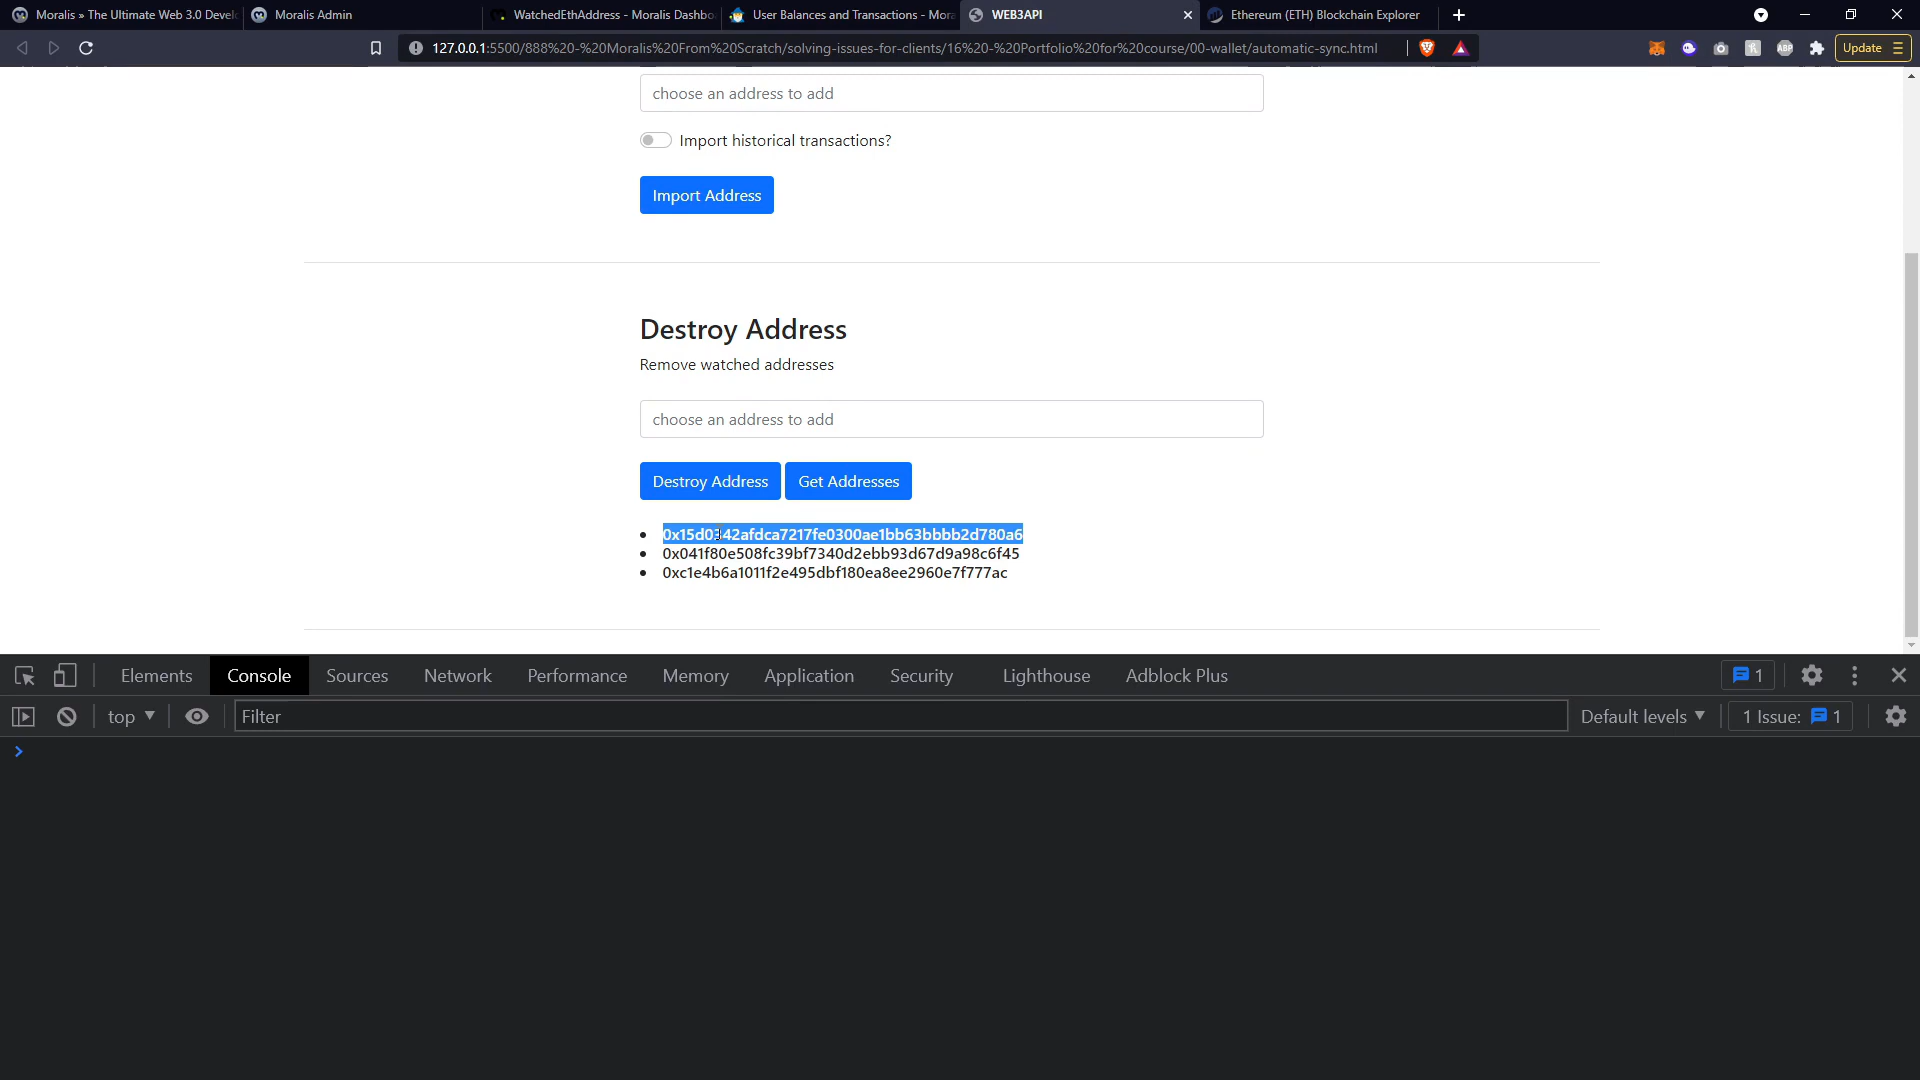 Moralis » The Ultimate Web 3.0 Devel
Moralis Admin
WatchedEthAddress - Moralis Dashbo
User Balances and Transactions - Mora
WEB3API
Ethereum (ETH) Blockchain Explorer
127.0.0.1:5500/888%20-%20Moralis%20From%20Scratch/solving-issues-for-clients/16%20-%20Portfolio%20for%20course/00-wallet/automatic-sync.html
ABP
Update
choose an address to add
Import historical transactions?
Import Address
Destroy Address
Remove watched addresses
choose an address to add
Destroy Address
Get Addresses
0x15d0342afdca7217fe0300ae1bb63bbbb2d780a6
0x041f80e508fc39bf7340d2ebb93d67d9a98c6f45
0xc1e4b6a1011f2e495dbf180ea8ee2960e7f777ac
Elements
Console
Sources
Network
Performance
Memory
Application
Security
Lighthouse
Adblock Plus
1
top
Filter
Default levels
1 Issue:
1